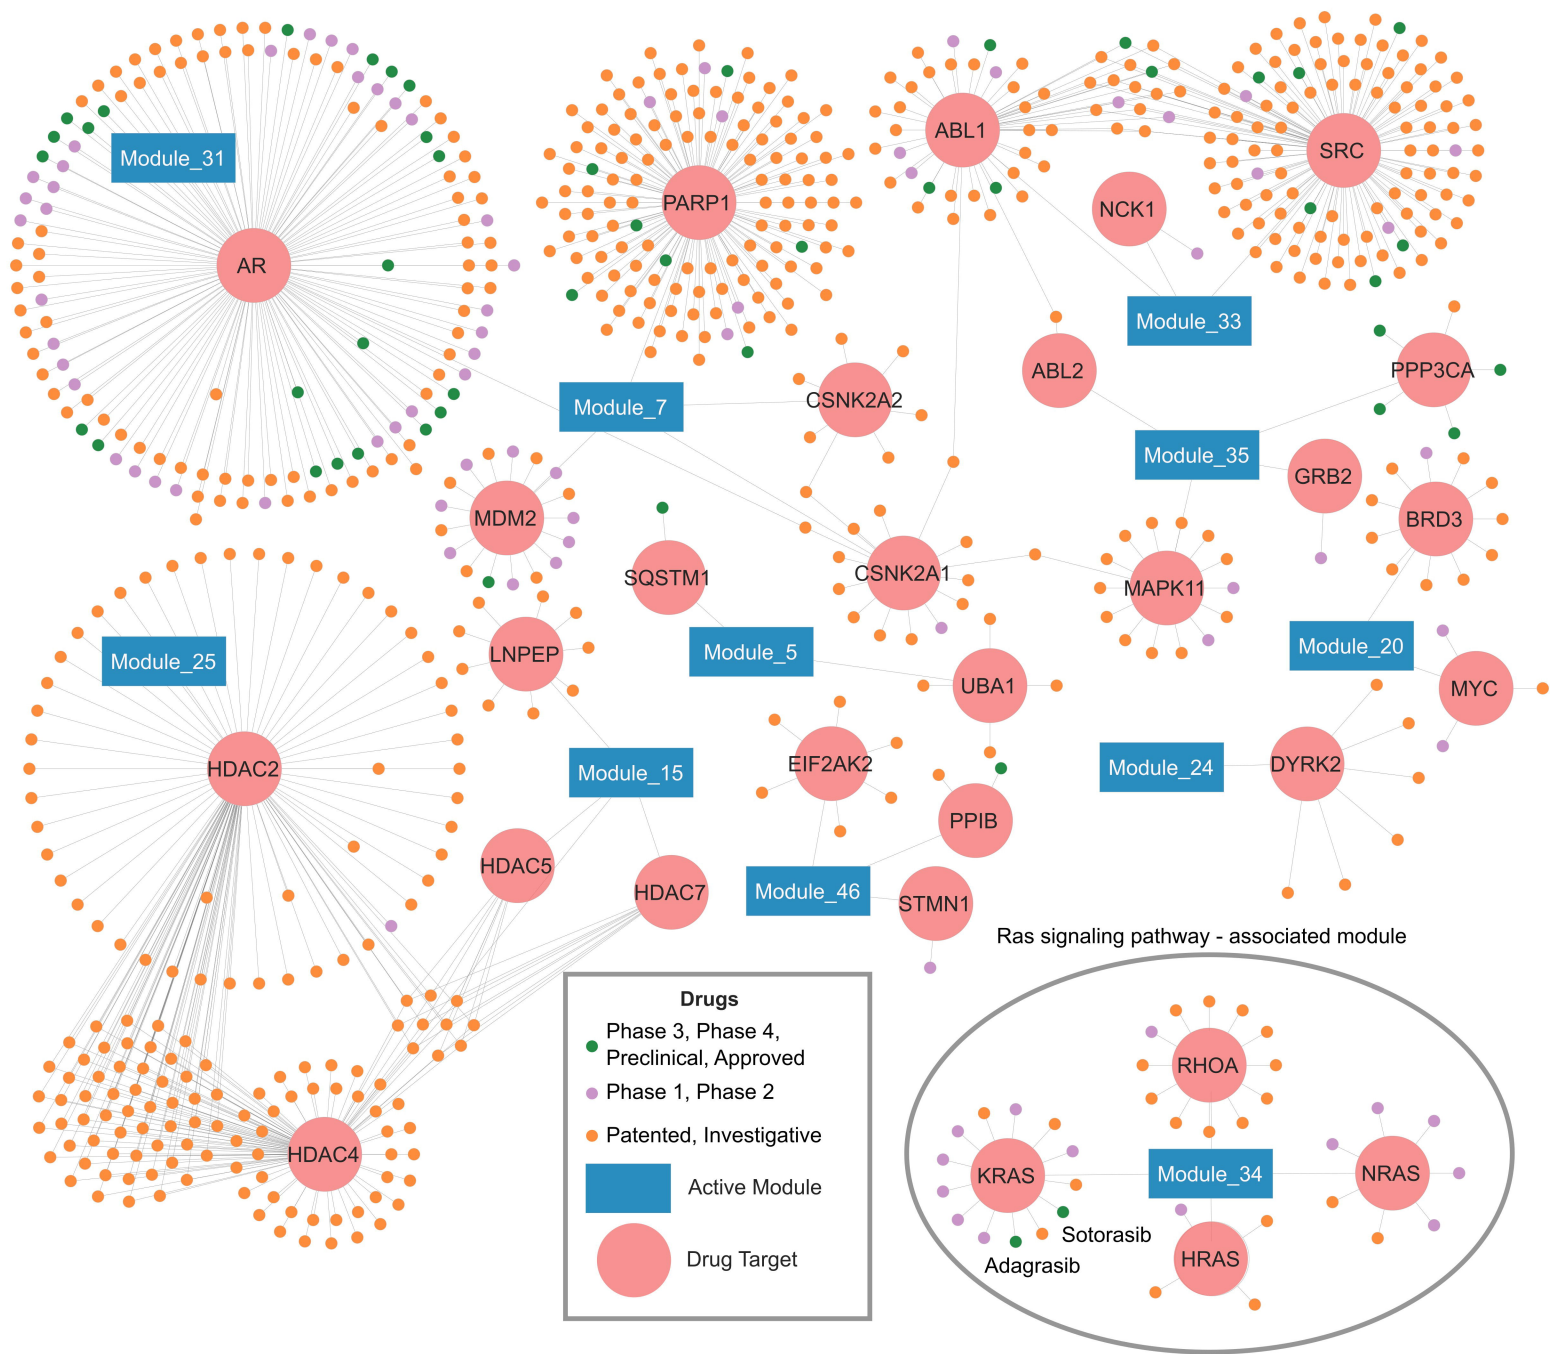 ABL1
SRC
Module_31
PARP1
NCK1
AR
Module_33
ABL2
PPP3CA
Module_7
CSNK2A2
Module_35
GRB2
MDM2
BRD3
SQSTM1
CSNK2A1
MAPK11
Module_25
LNPEP
Module_5
Module_20
UBA1
MYC
HDAC2
Module_15
EIF2AK2
Module_24
DYRK2
PPIB
HDAC5
HDAC7
Module_46
STMN1
Ras signaling pathway - associated module
Drugs
Phase 3, Phase 4,
Preclinical, Approved
Phase 1, Phase 2
Patented, Investigative
Active Module
Drug Target
HDAC4
RHOA
KRAS
Module_34
NRAS
Sotorasib
HRAS
Adagrasib